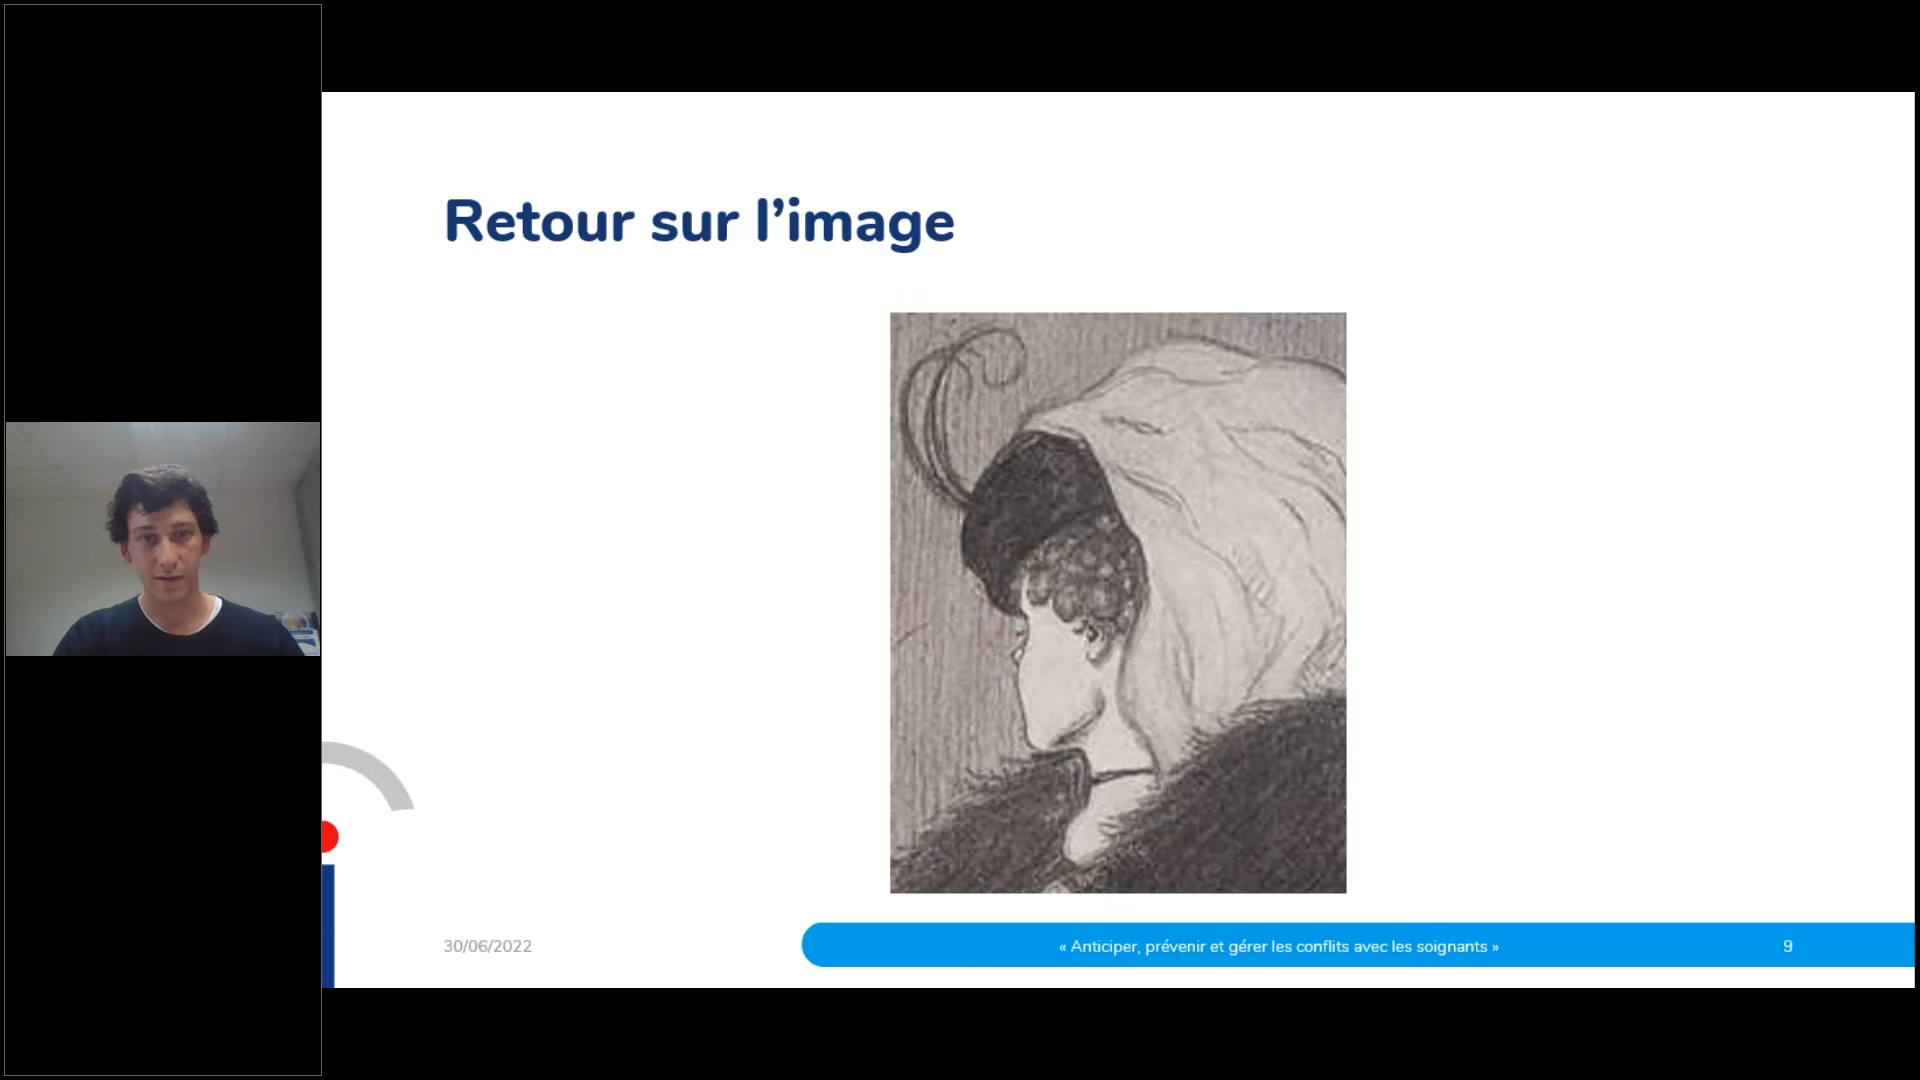 Retour sur l’image
30/06/2022
« Anticiper, prévenir et gérer les conflits avec les soignants »
9